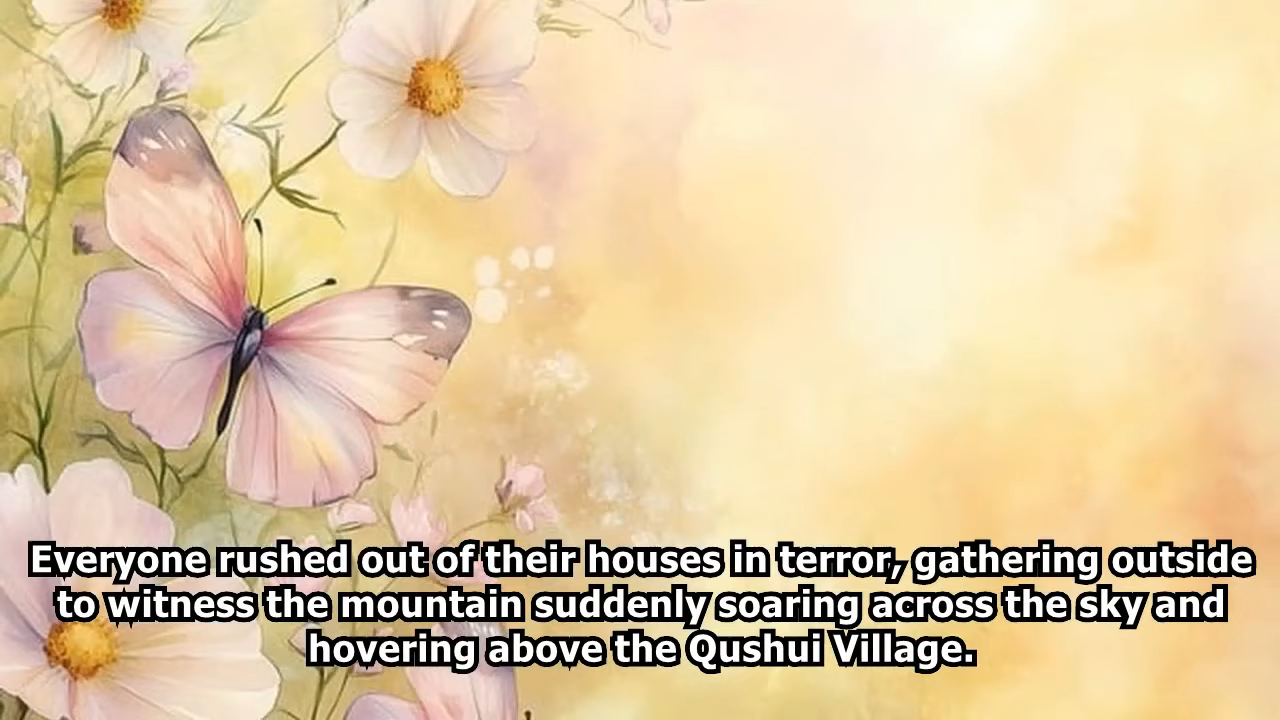 Everyone rushed out of their houses in terror, gathering outside
to witness the mountain suddenly soaring across the sky and
hovering above the Qushui Village.